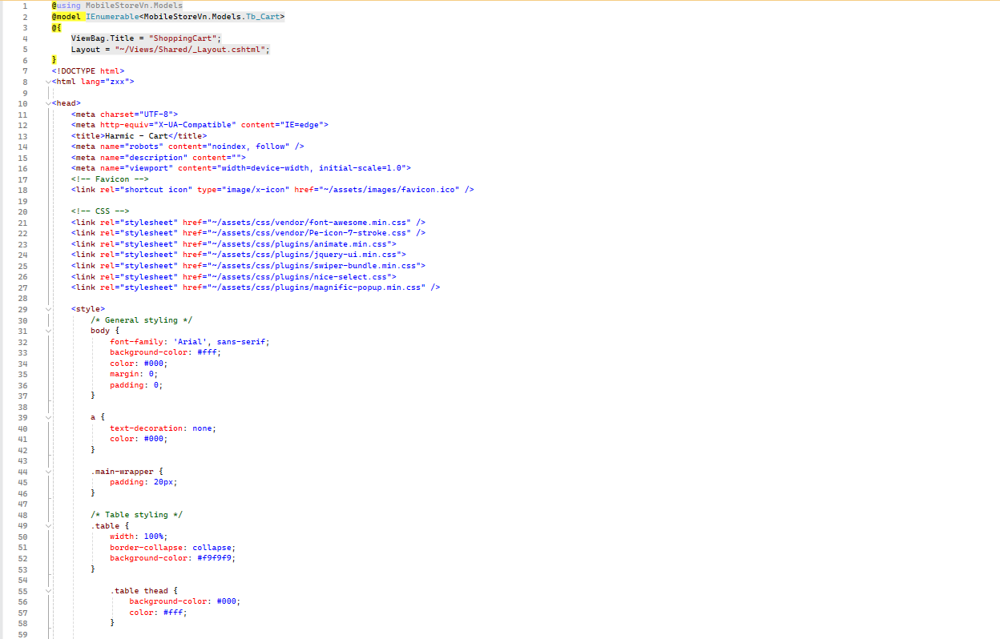 1 @using MobileStoreVn.Models
2 @model IEnumerable<MobileStoreVn.Models.Tb_Cart>
3 @{
4 ViewBag.Title = "ShoppingCart";
5 Layout = "~/Views/Shared/_Layout.cshtml";
6 }
7 <!DOCTYPE html>
8 <html lang="zxx">
9
10 <head>
11 <meta charset="UTF-8">
12 <meta http-equiv="X-UA-Compatible" content="IE=edge">
13 <title>Harmic - Cart</title>
14 <meta name="robots" content="noindex, follow" />
15 <meta name="description" content="">
16 <meta name="viewport" content="width=device-width, initial-scale=1.0">
17 <!-- Favicon -->
18 <link rel="shortcut icon" type="image/x-icon" href="~/assets/images/favicon.ico" />
19
20 <!-- CSS -->
21 <link rel="stylesheet" href="~/assets/css/vendor/font-awesome.min.css" />
22 <link rel="stylesheet" href="~/assets/css/vendor/Pe-icon-7-stroke.css" />
23 <link rel="stylesheet" href="~/assets/css/plugins/animate.min.css">
24 <link rel="stylesheet" href="~/assets/css/plugins/jquery-ui.min.css">
25 <link rel="stylesheet" href="~/assets/css/plugins/swiper-bundle.min.css">
26 <link rel="stylesheet" href="~/assets/css/plugins/nice-select.css">
27 <link rel="stylesheet" href="~/assets/css/plugins/magnific-popup.min.css" />
28
29 <style>
30 /* General styling */
31 body {
32 font-family: 'Arial', sans-serif;
33 background-color: #fff;
34 color: #000;
35 margin: 0;
36 padding: 0;
37 }
38
39 a {
40 text-decoration: none;
41 color: #000;
42 }
43
44 .main-wrapper {
45 padding: 20px;
46 }
47
48 /* Table styling */
49 .table {
50 width: 100%;
51 border-collapse: collapse;
52 background-color: #f9f9f9;
53 }
54
55 .table thead {
56 background-color: #000;
57 color: #fff;
58 }
59